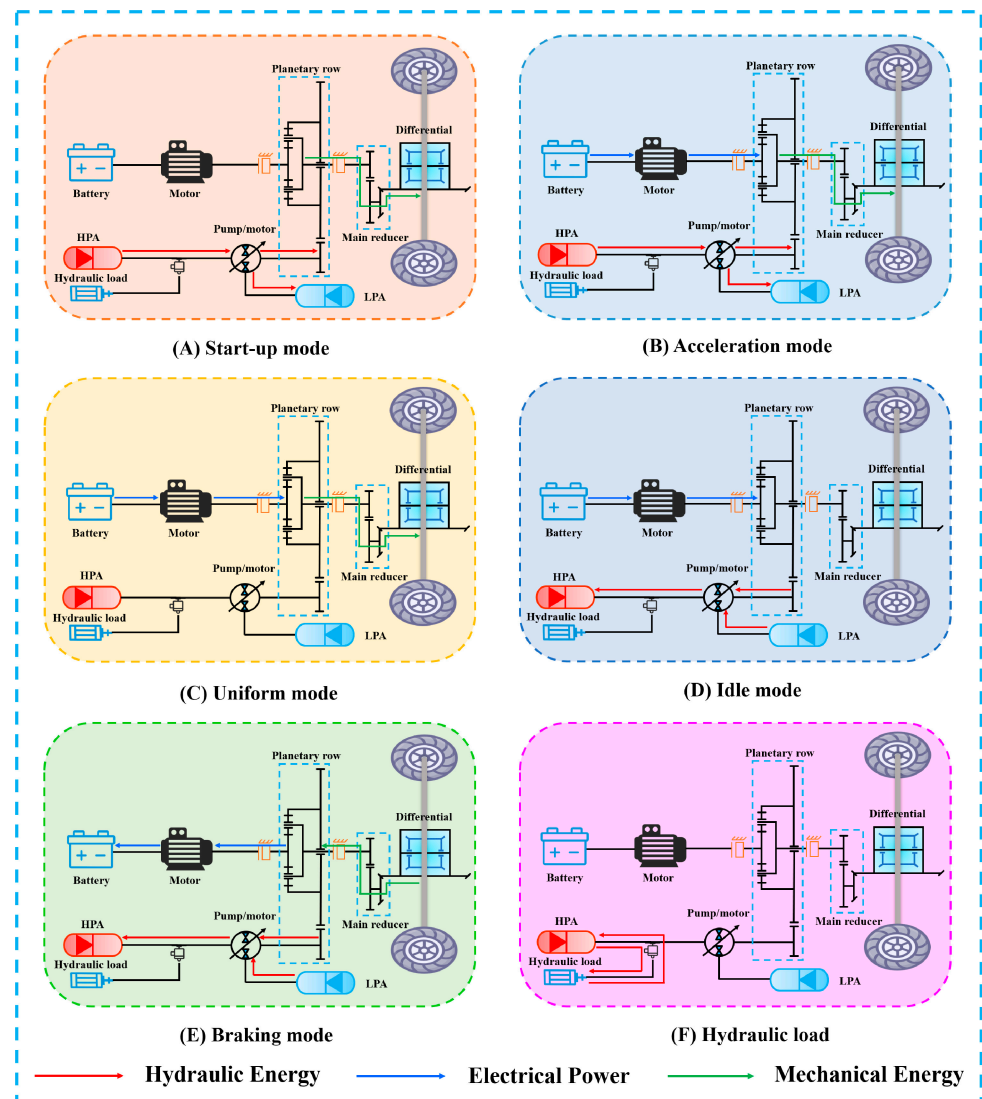 Planetary row
Differential
Battery
Motor
Main reducer
HPA
Pump/motor
Hydraulic load
LPA
(A) Start-up mode
Planetary row
Differential
Battery
Motor
Main reducer
HPA
Pump/motor
Hydraulic load
LPA
(B) Acceleration mode
Planetary row
Differential
Battery
Motor
Main reducer
HPA
Pump/motor
Hydraulic load
LPA
(C) Uniform mode
Planetary row
Differential
Battery
Motor
Main reducer
HPA
Pump/motor
Hydraulic load
LPA
(D) Idle mode
Planetary row
Differential
Battery
Motor
Main reducer
HPA
Pump/motor
Hydraulic load
LPA
(E) Braking mode
Planetary row
Differential
Battery
Motor
Main reducer
HPA
Pump/motor
Hydraulic load
LPA
(F) Hydraulic load
Hydraulic Energy
Electrical Power
Mechanical Energy